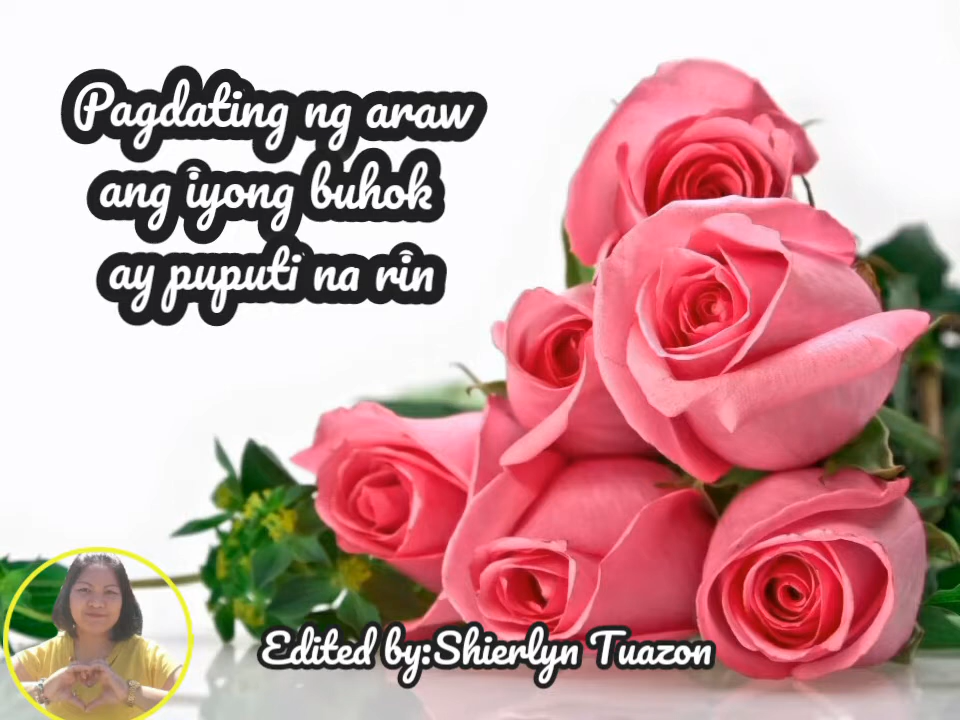 Pagdating ng araw
ang iyong buhok
ay puputi na rin
Edited by:Shierlyn Tuazon